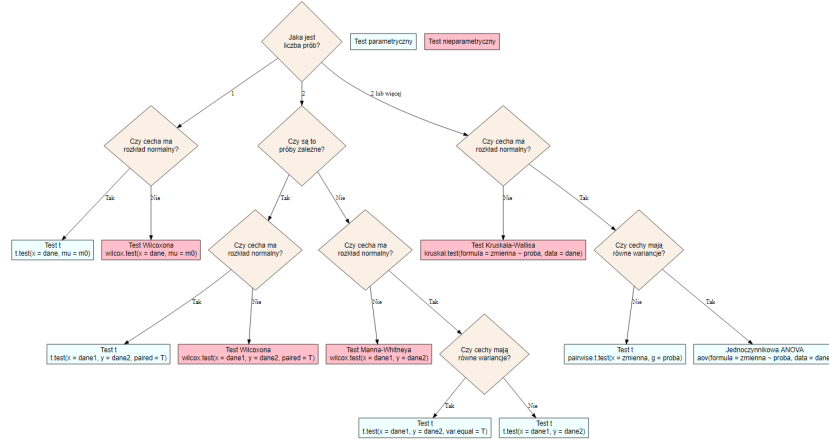 Jaka jest
liczba prób?
Test parametryczny
Test nieparametryczny
1
2
2 lub więcej
Czy cecha ma
rozkład normalny?
Czy są to
próby zależne?
Czy cecha ma
rozkład normalny?
Tak
Nie
Tak
Nie
Nie
Tak
Test t
t.test(x = dane, mu = m0)
Test Wilcoxona
wilcox.test(x = dane, mu = m0)
Czy cecha ma
rozkład normalny?
Czy cecha ma
rozkład normalny?
Test Kruskala-Wallisa
kruskal.test(formula = zmienna ~ proba, data = dane)
Czy cechy mają
równe wariancje?
Tak
Nie
Nie
Tak
Nie
Tak
Test t
t.test(x = dane1, y = dane2, paired = T)
Test Wilcoxona
wilcox.test(x = dane1, y = dane2, paired = T)
Test Manna-Whitneya
wilcox.test(x = dane1, y = dane2)
Czy cechy mają
równe wariancje?
Test t
pairwise.t.test(x = zmienna, g = proba)
Jednoczynnikowa ANOVA
aov(formula = zmienna ~ proba, data = dane
Tak
Nie
Test t
t.test(x = dane1, y = dane2, var.equal = T)
Test t
t.test(x = dane1, y = dane2)